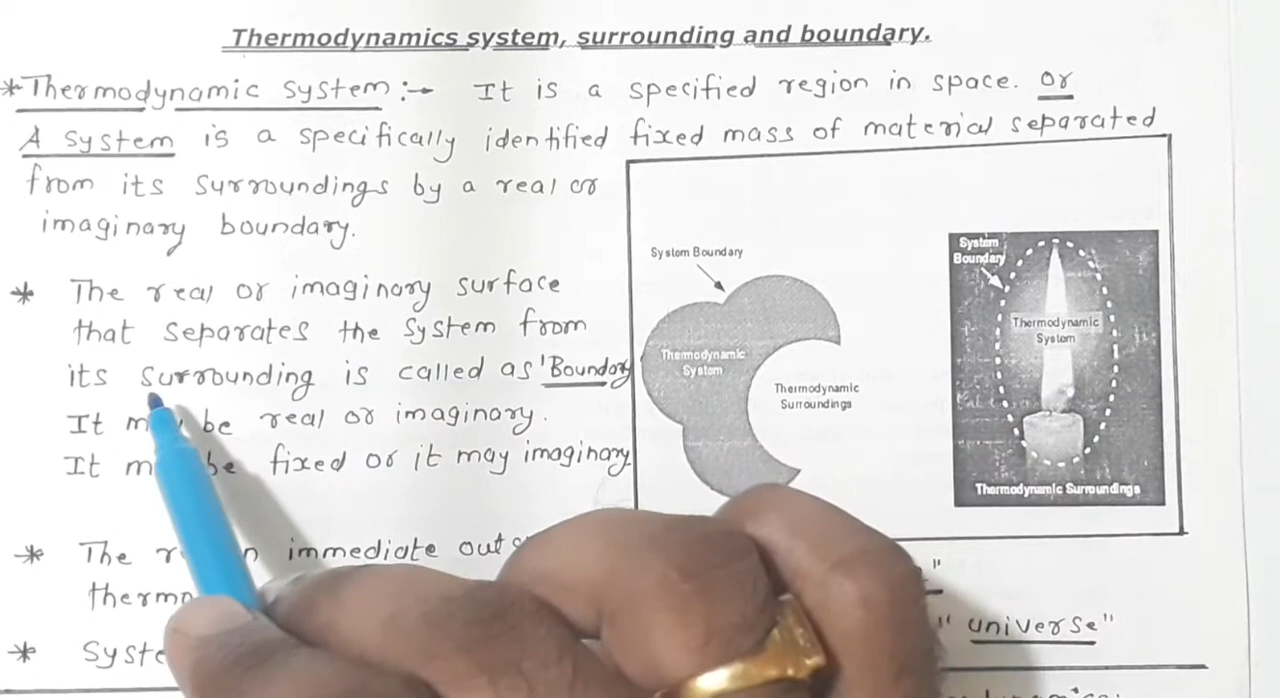 Thermodynamics system, surrounding and boundary.
* Thermodynamic system :- It is a specified region in space. or
A system is a specifically identified fixed mass of material separated
from its surroundings by a real or
imaginary boundary.
* The real or imaginary surface
that separates the system from
its surrounding is called as 'Boundary
It be real or imaginary.
It be fixed or it may imaginary
System Boundary
Thermodynamic
System
Thermodynamic
Surroundings
System
Boundary
Thermodynamic
System
Thermodynamic Surroundings
* The immediate
"
* "universe"